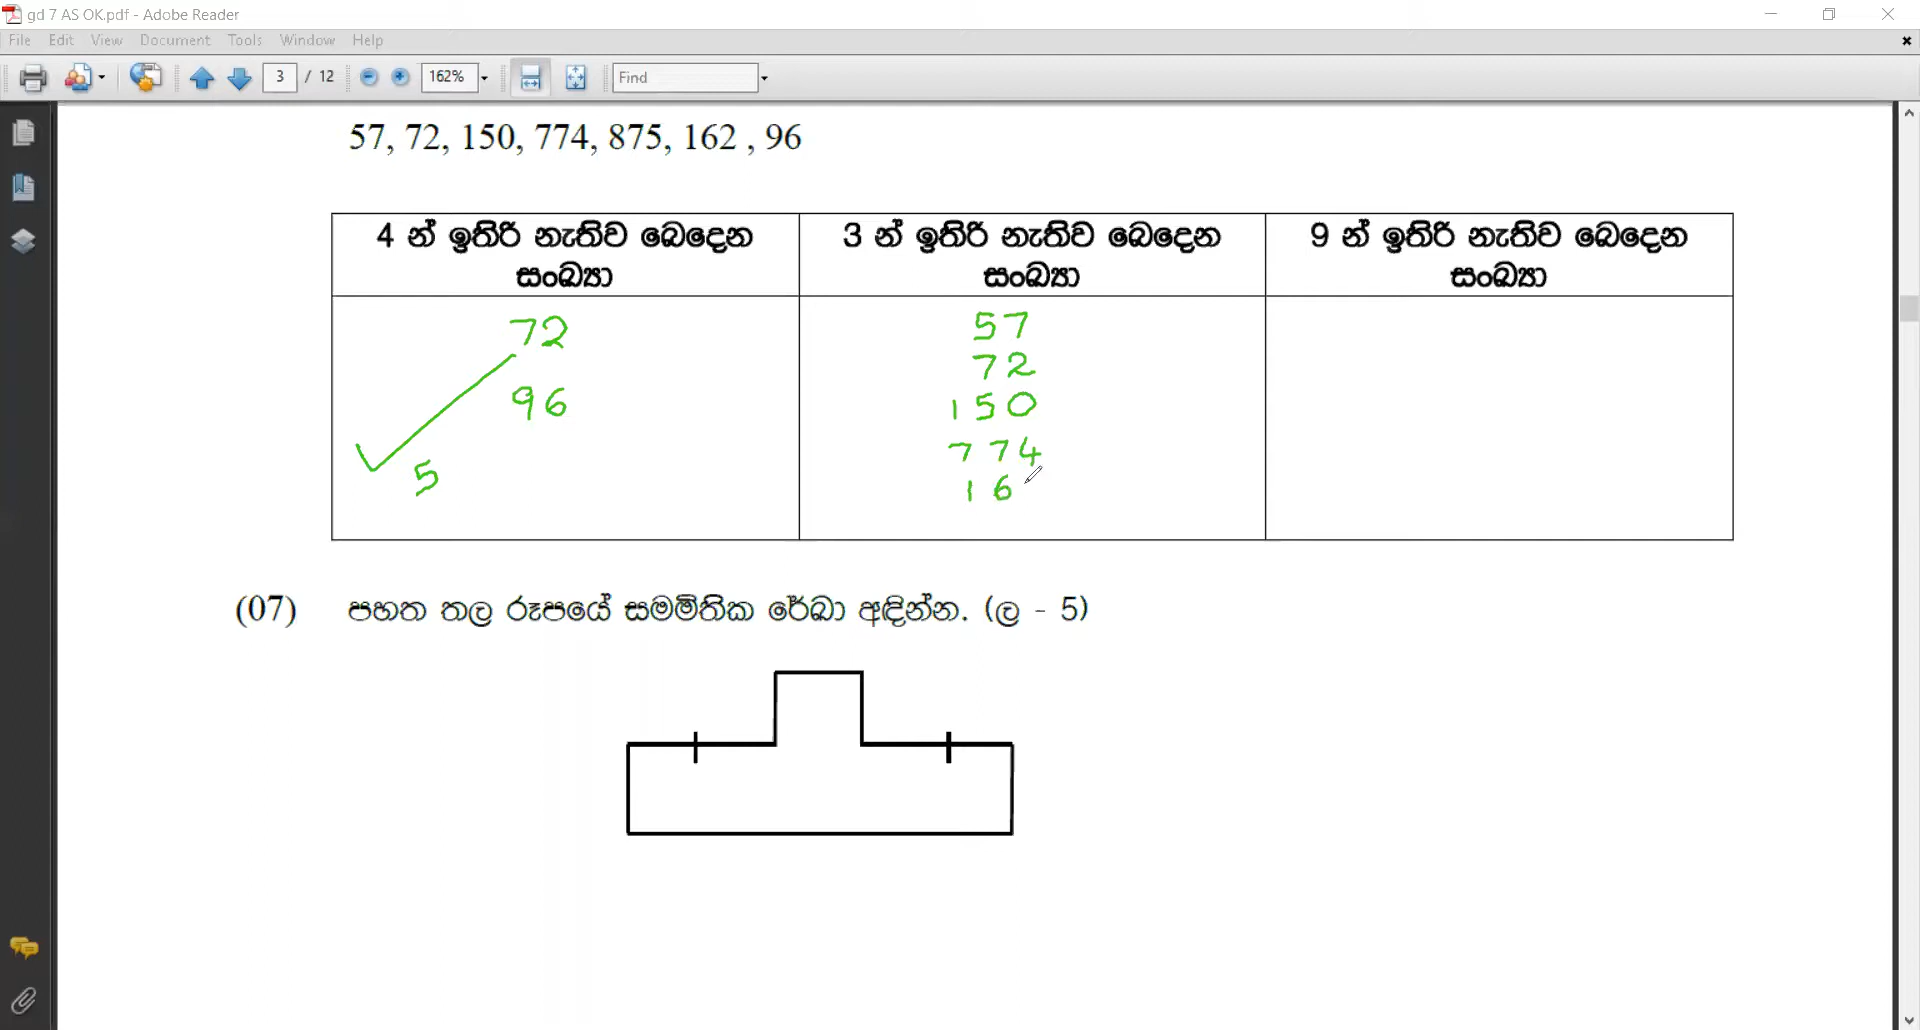 gd 7 AS OK.pdf - Adobe Reader
File Edit View Document Tools Window Help
3 / 12 162% Find
57, 72, 150, 774, 875, 162 , 96
4 න් ඉතිරි නැතිව බෙදෙන සංඛ්‍යා
3 න් ඉතිරි නැතිව බෙදෙන සංඛ්‍යා
9 න් ඉතිරි නැතිව බෙදෙන සංඛ්‍යා
72
96
5
57
72
150
774
16
(07) පහත තල රූපයේ සමමිතික රේඛා අඳින්න. (ල - 5)